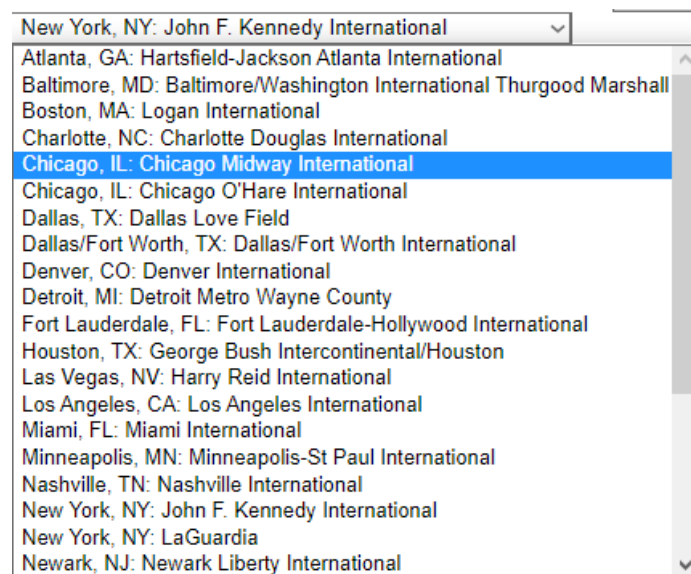 New York, NY: John F. Kennedy International
Atlanta, GA: Hartsfield-Jackson Atlanta International
Baltimore, MD: Baltimore/Washington International Thurgood Marshall
Boston, MA: Logan International
Charlotte, NC: Charlotte Douglas International
Chicago, IL: Chicago Midway International
Chicago, IL: Chicago O'Hare International
Dallas, TX: Dallas Love Field
Dallas/Fort Worth, TX: Dallas/Fort Worth International
Denver, CO: Denver International
Detroit, MI: Detroit Metro Wayne County
Fort Lauderdale, FL: Fort Lauderdale-Hollywood International
Houston, TX: George Bush Intercontinental/Houston
Las Vegas, NV: Harry Reid International
Los Angeles, CA: Los Angeles International
Miami, FL: Miami International
Minneapolis, MN: Minneapolis-St Paul International
Nashville, TN: Nashville International
New York, NY: John F. Kennedy International
New York, NY: LaGuardia
Newark, NJ: Newark Liberty International